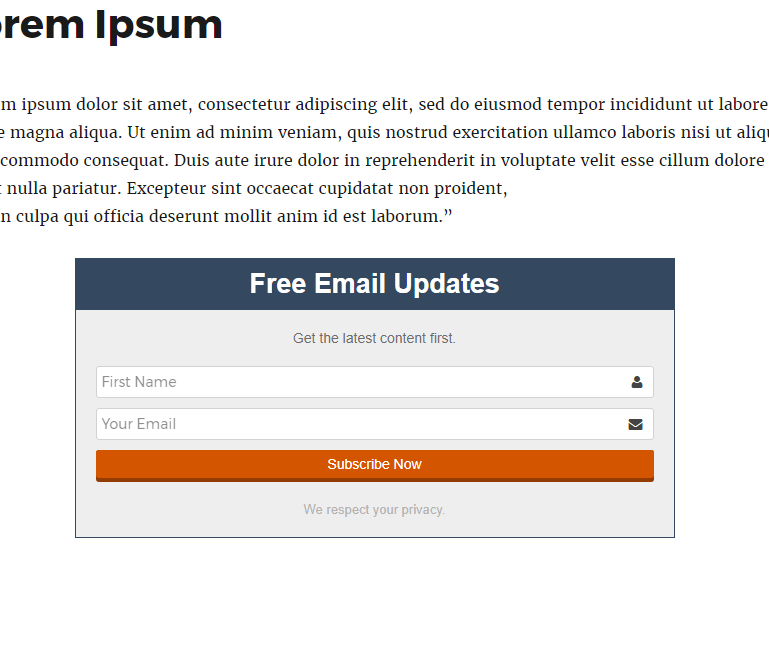 orem Ipsum
m ipsum dolor sit amet, consectetur adipiscing elit, sed do eiusmod tempor incididunt ut labore
e magna aliqua. Ut enim ad minim veniam, quis nostrud exercitation ullamco laboris nisi ut aliqu
commodo consequat. Duis aute irure dolor in reprehenderit in voluptate velit esse cillum dolore
t nulla pariatur. Excepteur sint occaecat cupidatat non proident,
n culpa qui officia deserunt mollit anim id est laborum.”
Free Email Updates
Get the latest content first.
First Name
Your Email
Subscribe Now
We respect your privacy.